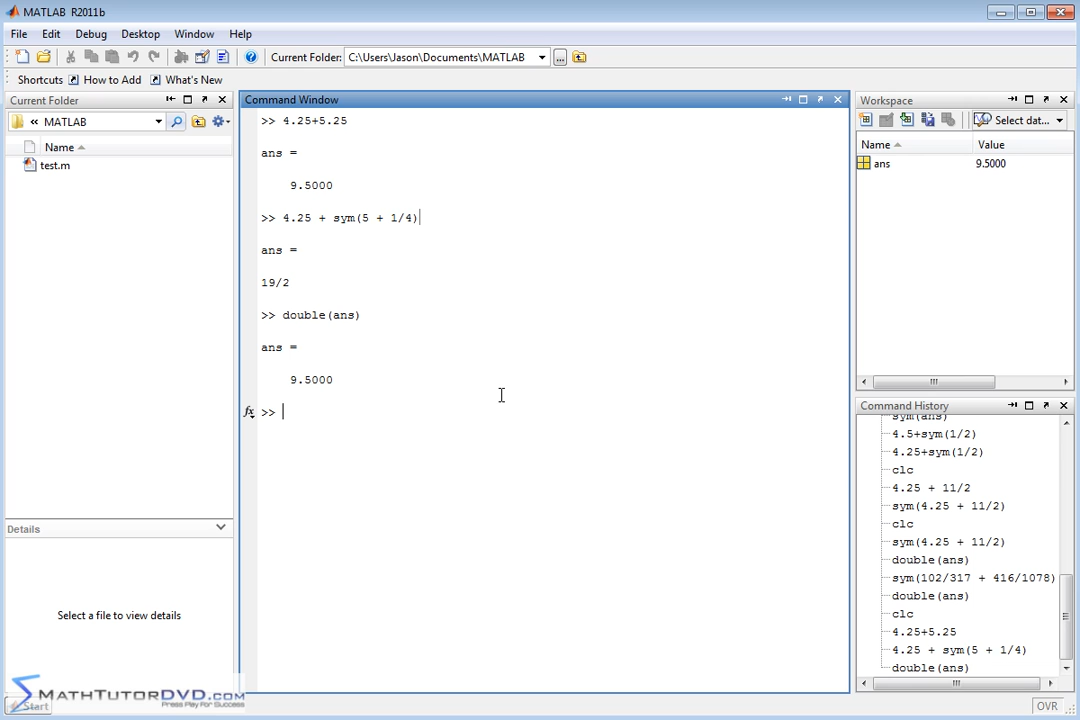 MATLAB R2011b
File Edit Debug Desktop Window Help
Current Folder: C:\Users\Jason\Documents\MATLAB ...
Shortcuts How to Add What's New
Current Folder
« MATLAB
Name
test.m
Details
Select a file to view details
MATHTUTORDVD.COM
PRESS PLAY FOR SUCCESS
Start
Command Window
>> 4.25+5.25
ans =
9.5000
>> 4.25 + sym(5 + 1/4)
ans =
19/2
>> double(ans)
ans =
9.5000
fx >>
Workspace
Select dat...
Name Value
ans 9.5000
Command History
sym(ans)
4.5+sym(1/2)
4.25+sym(1/2)
clc
4.25 + 11/2
sym(4.25 + 11/2)
clc
sym(4.25 + 11/2)
double(ans)
sym(102/317 + 416/1078)
double(ans)
clc
4.25+5.25
4.25 + sym(5 + 1/4)
double(ans)
OVR